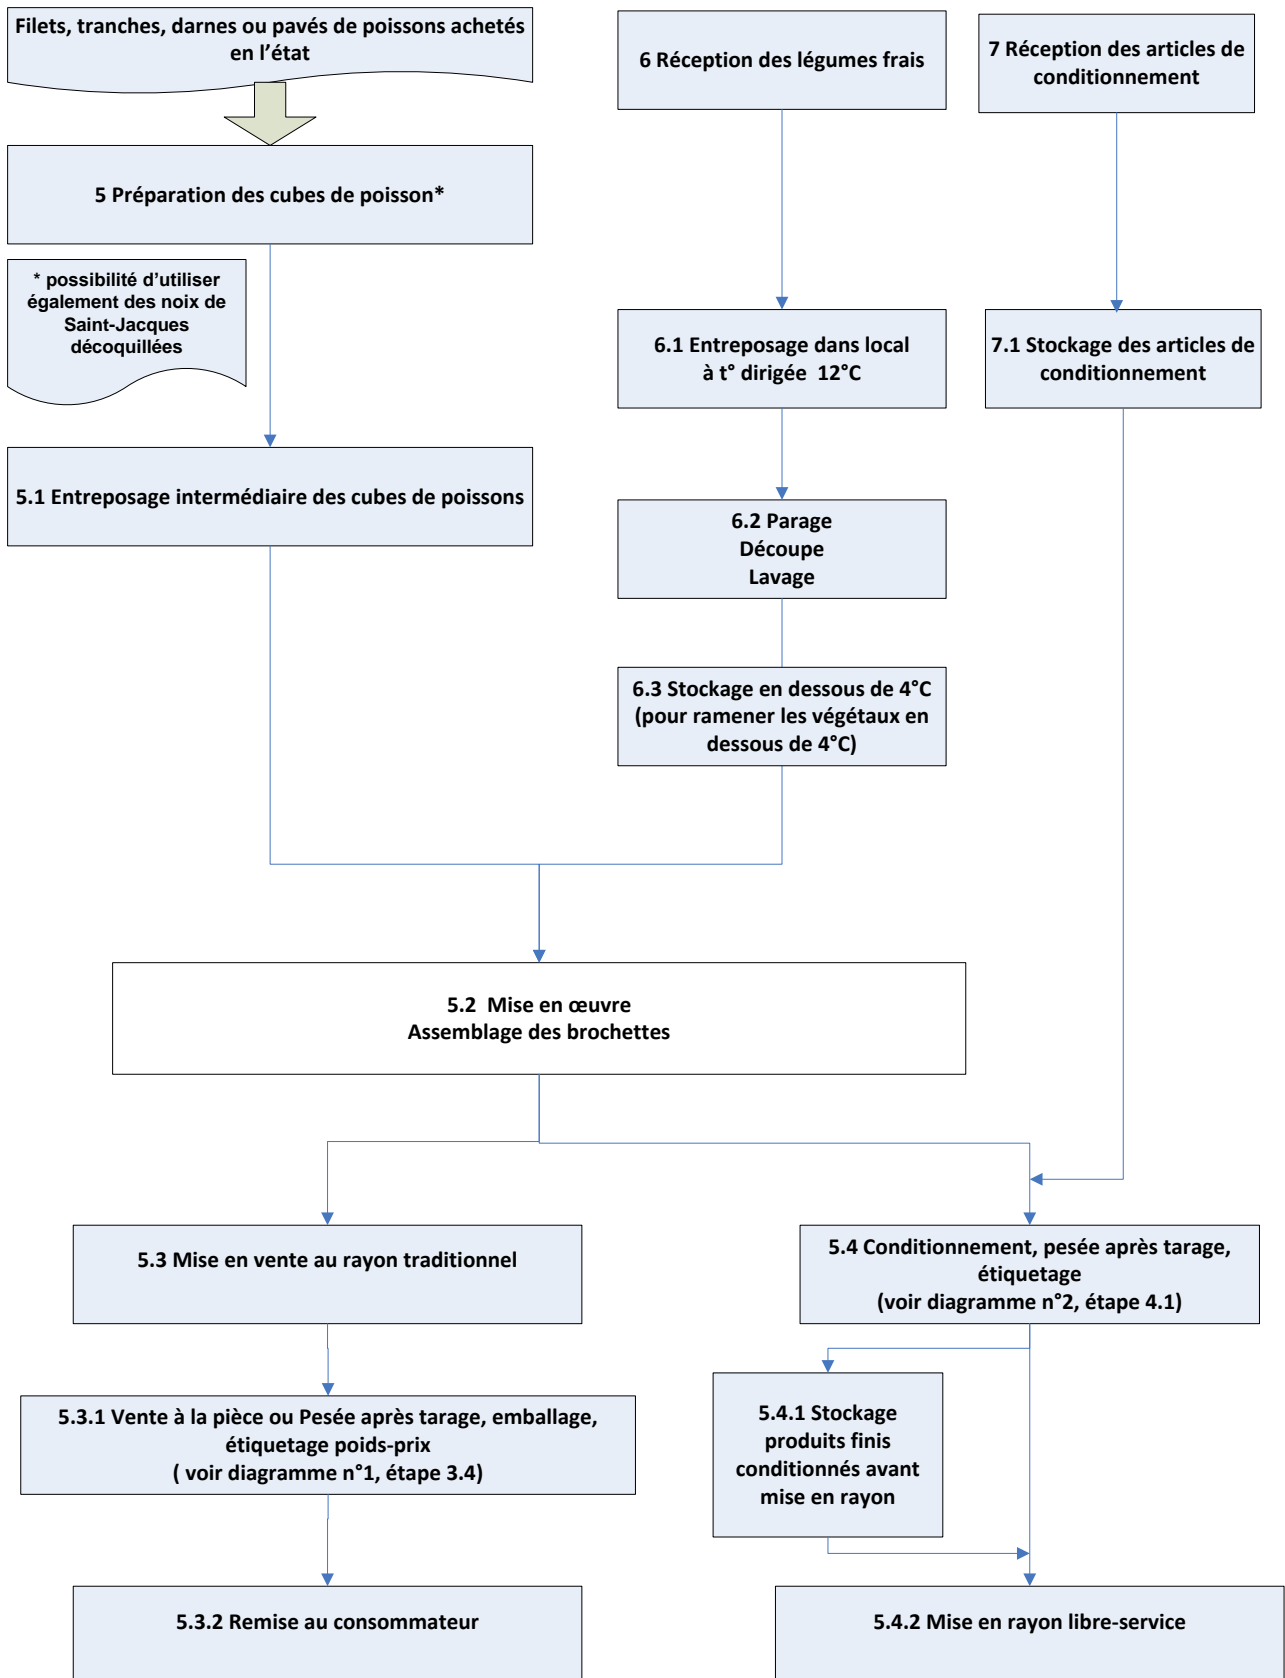 Filets, tranches, darnes ou pavés de poissons achetés
en l'état
6 Réception des légumes frais
7 Réception des articles de
conditionnement
5 Préparation des cubes de poisson*
* possibilité d'utiliser
également des noix de
Saint-Jacques
décoquillées
6.1 Entreposage dans local
à t° dirigée  12°C
7.1 Stockage des articles de
conditionnement
5.1 Entreposage intermédiaire des cubes de poissons
6.2 Parage
Découpe
Lavage
6.3 Stockage en dessous de 4°C
(pour ramener les végétaux en
dessous de 4°C)
5.2  Mise en œuvre
Assemblage des brochettes
5.3 Mise en vente au rayon traditionnel
5.4 Conditionnement, pesée après tarage,
étiquetage
(voir diagramme n°2, étape 4.1)
5.3.1 Vente à la pièce ou Pesée après tarage, emballage,
étiquetage poids-prix
( voir diagramme n°1, étape 3.4)
5.4.1 Stockage
produits finis
conditionnés avant
mise en rayon
5.3.2 Remise au consommateur
5.4.2 Mise en rayon libre-service